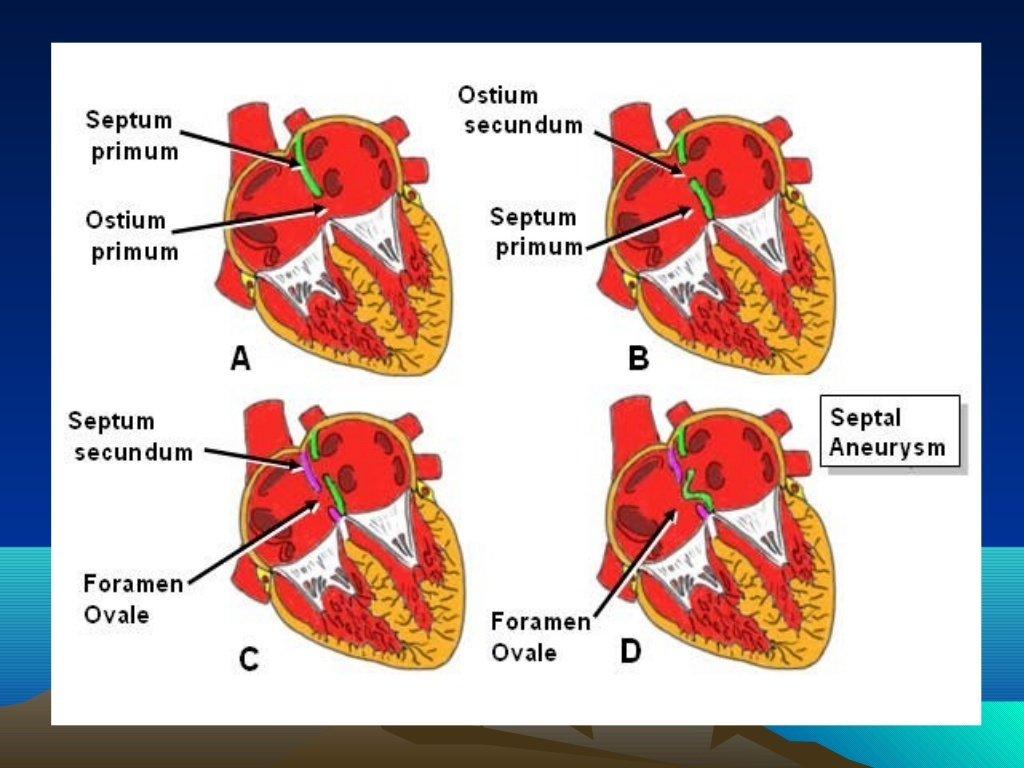 Septum
primum
Ostium
primum
A
Ostium
secundum
Septum
primum
B
Septum
secundum
Foramen
Ovale
C
Septal
Aneurysm
Foramen
Ovale
D